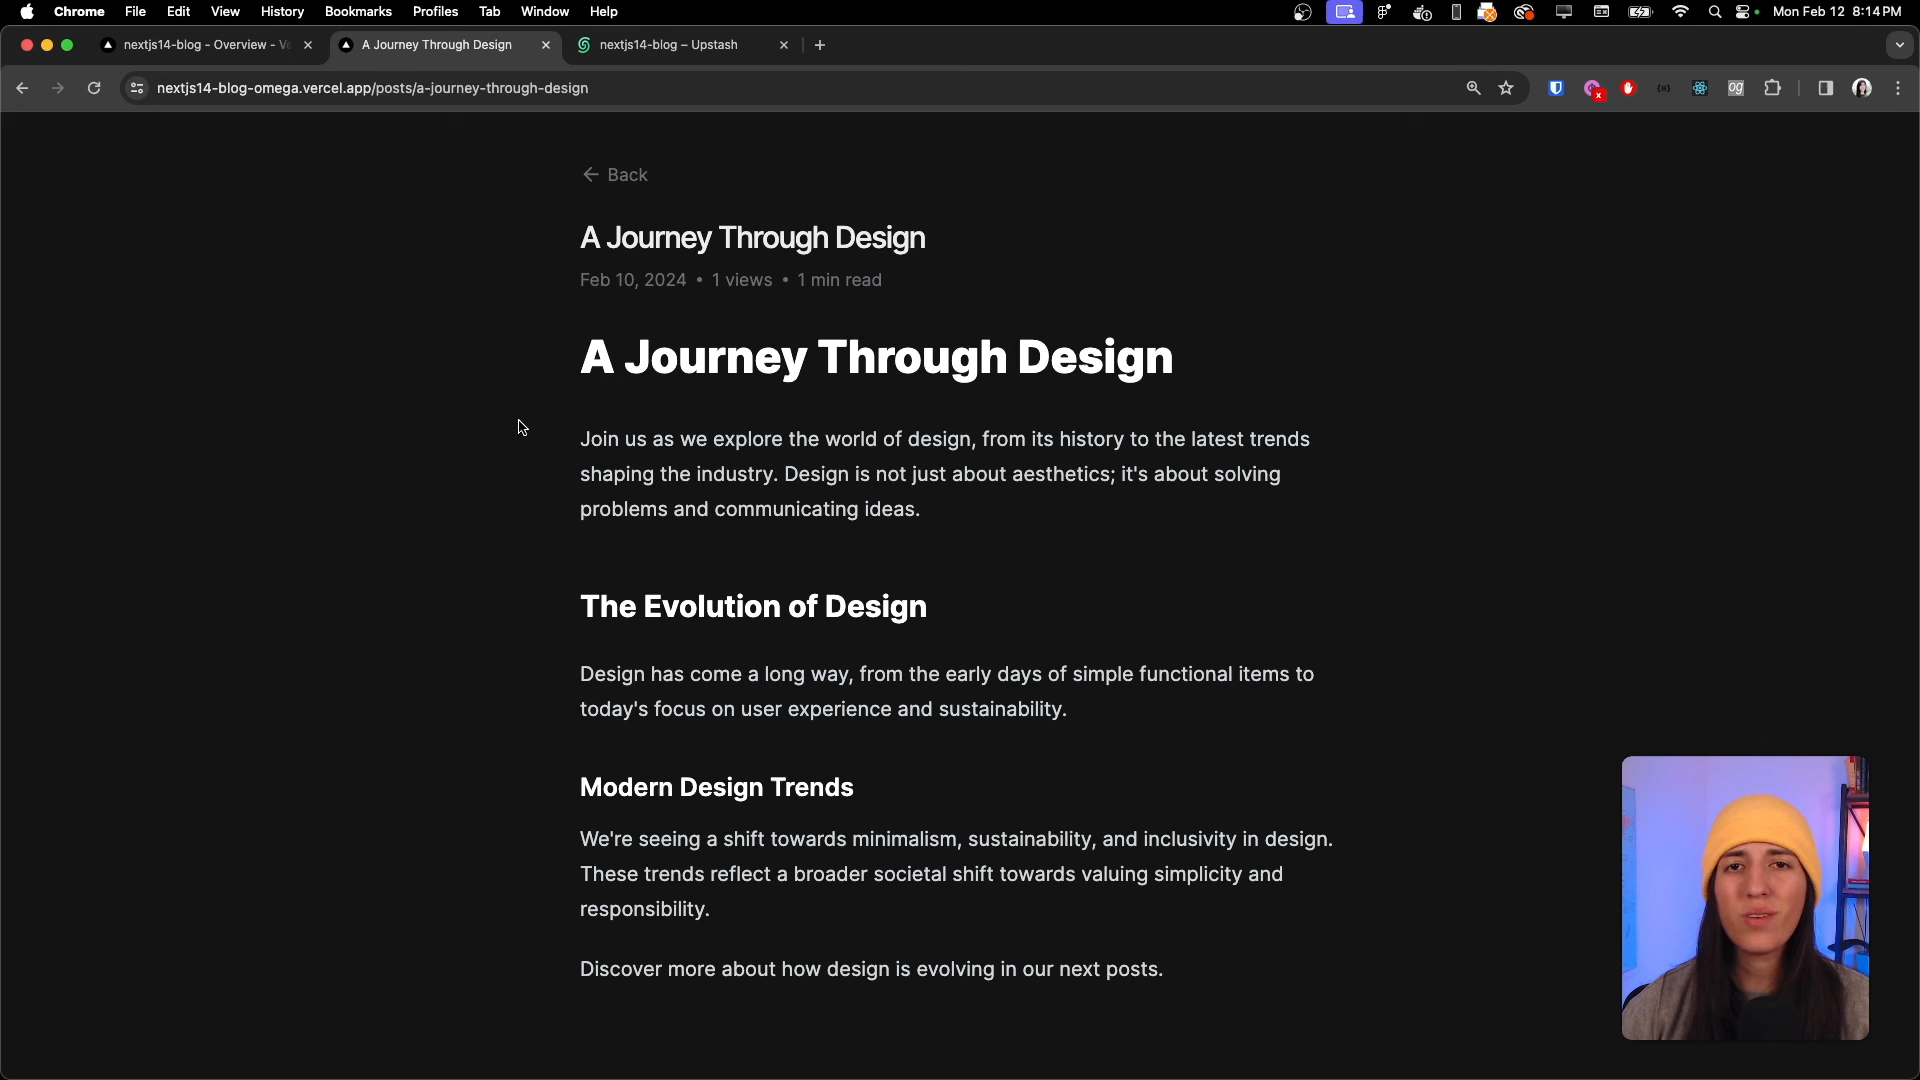 Chrome File Edit View History Bookmarks Profiles Tab Window Help
Mon Feb 12 8:14 PM
nextjs14-blog - Overview - Ve
A Journey Through Design
nextjs14-blog – Upstash
nextjs14-blog-omega.vercel.app/posts/a-journey-through-design
og
← Back
A Journey Through Design
Feb 10, 2024 • 1 views • 1 min read
A Journey Through Design
Join us as we explore the world of design, from its history to the latest trends
shaping the industry. Design is not just about aesthetics; it's about solving
problems and communicating ideas.
The Evolution of Design
Design has come a long way, from the early days of simple functional items to
today's focus on user experience and sustainability.
Modern Design Trends
We're seeing a shift towards minimalism, sustainability, and inclusivity in design.
These trends reflect a broader societal shift towards valuing simplicity and
responsibility.
Discover more about how design is evolving in our next posts.